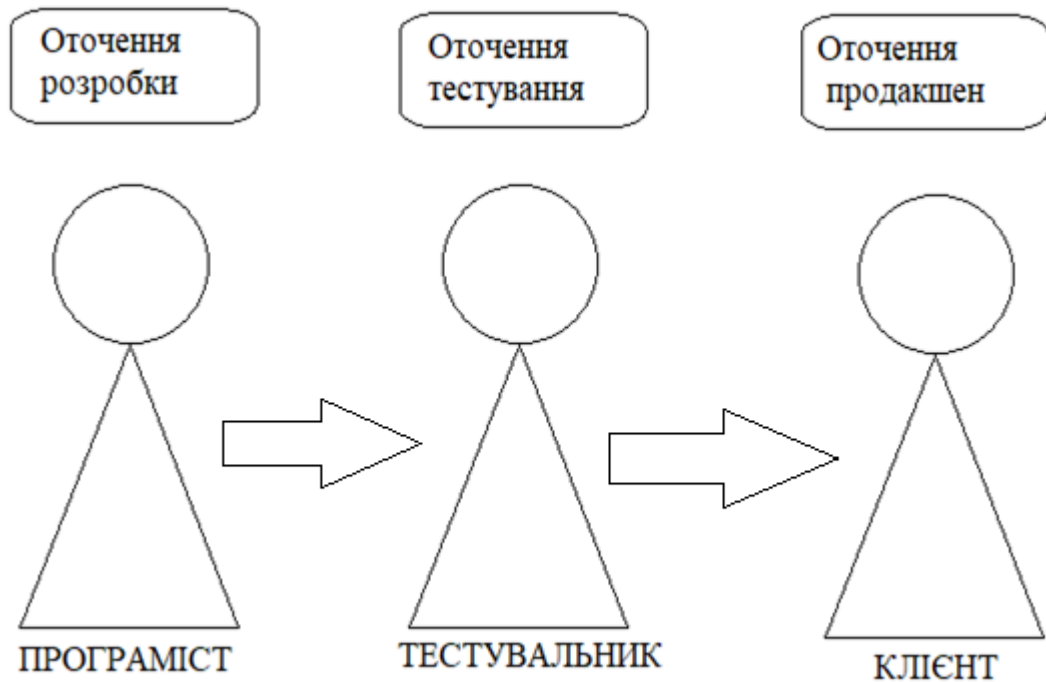 Оточення
розробки
Оточення
тестування
Оточення
продакшен
ПРОГРАМІСТ
ТЕСТУВАЛЬНИК
КЛІЄНТ